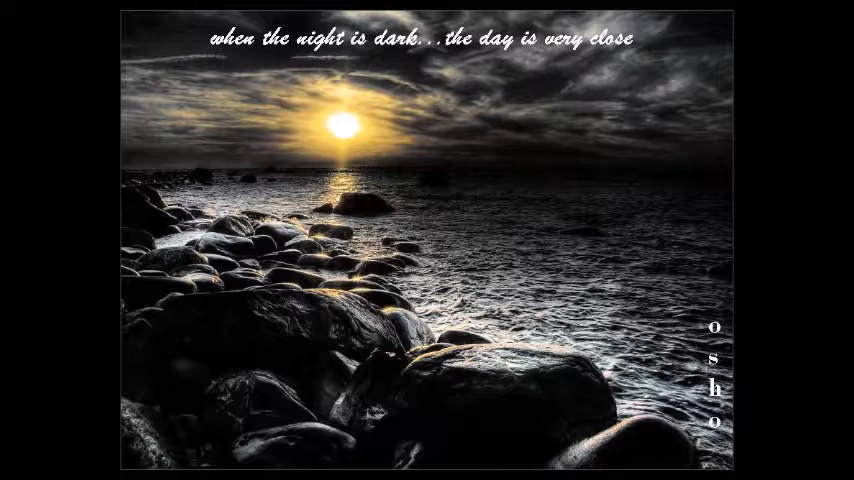 when the night is dark...the day is very close
osho